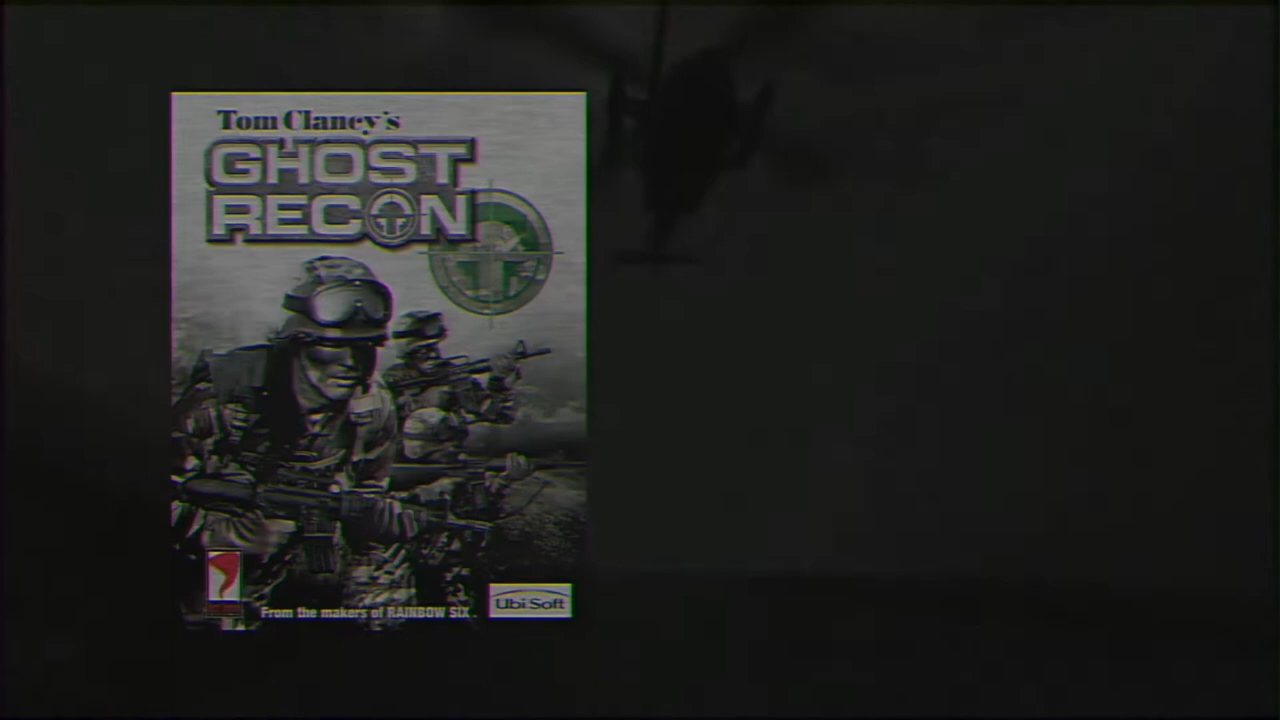 Tom Clancy's
GHOST
RECON
From the makers of RAINBOW SIX.
Ubi Soft